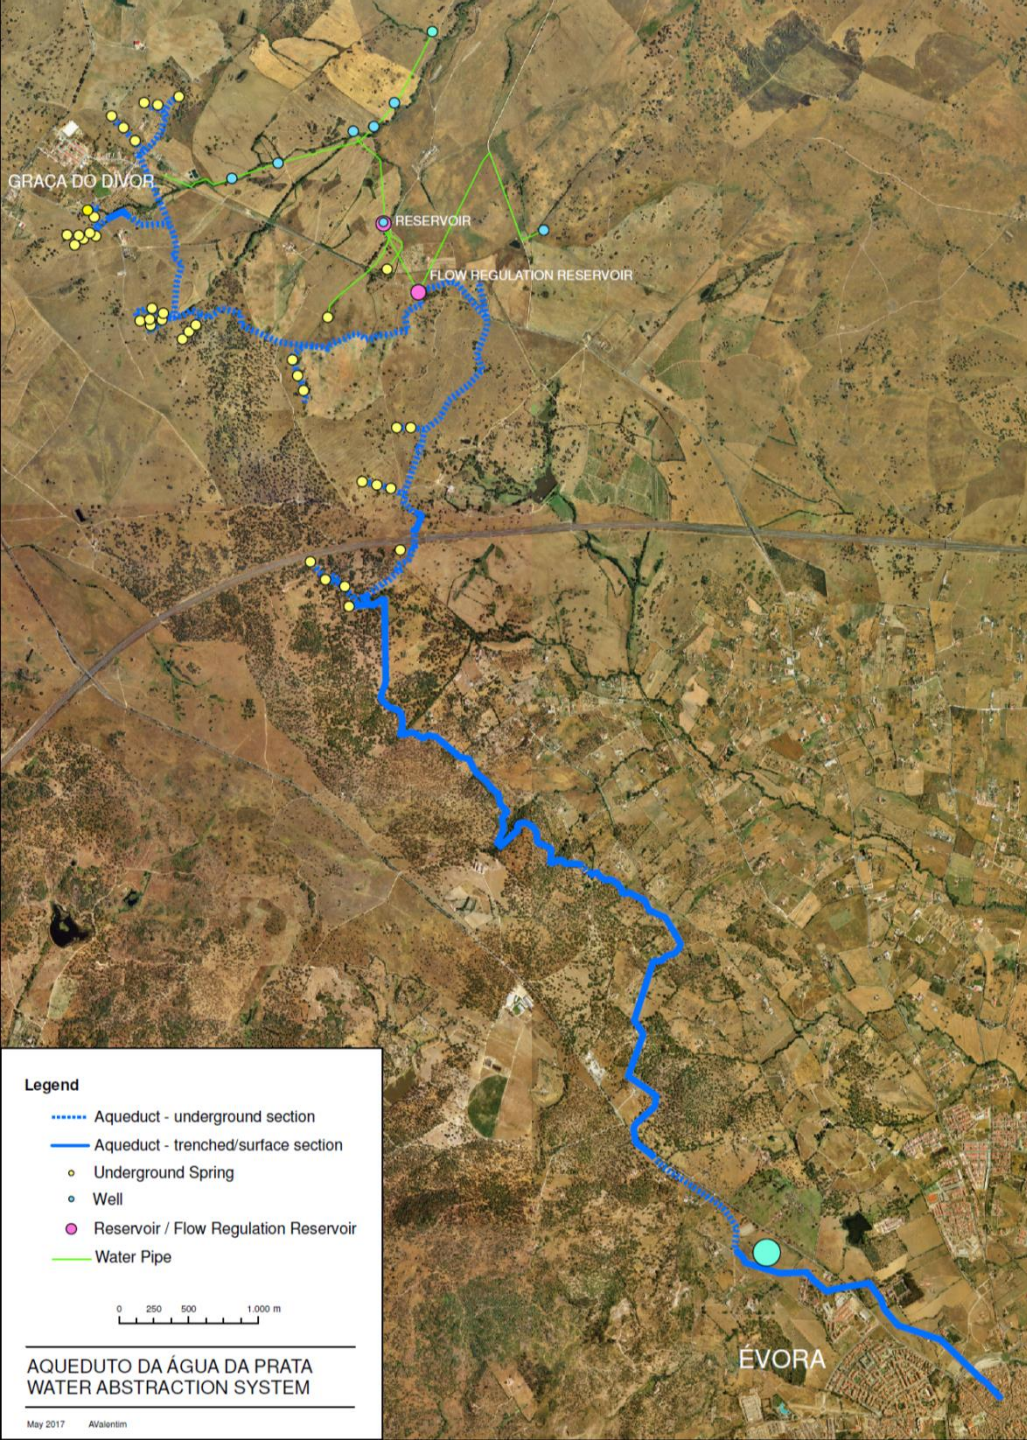 GRAÇA DO DIVOR
RESERVOIR
FLOW REGULATION RESERVOIR
Legend
Aqueduct - underground section
Aqueduct - trenched/surface section
Underground Spring
Well
Reservoir / Flow Regulation Reservoir
Water Pipe
0 250 500 1.000 m
AQUEDUTO DA ÁGUA DA PRATA
WATER ABSTRACTION SYSTEM
May 2017 AValentim
ÉVORA